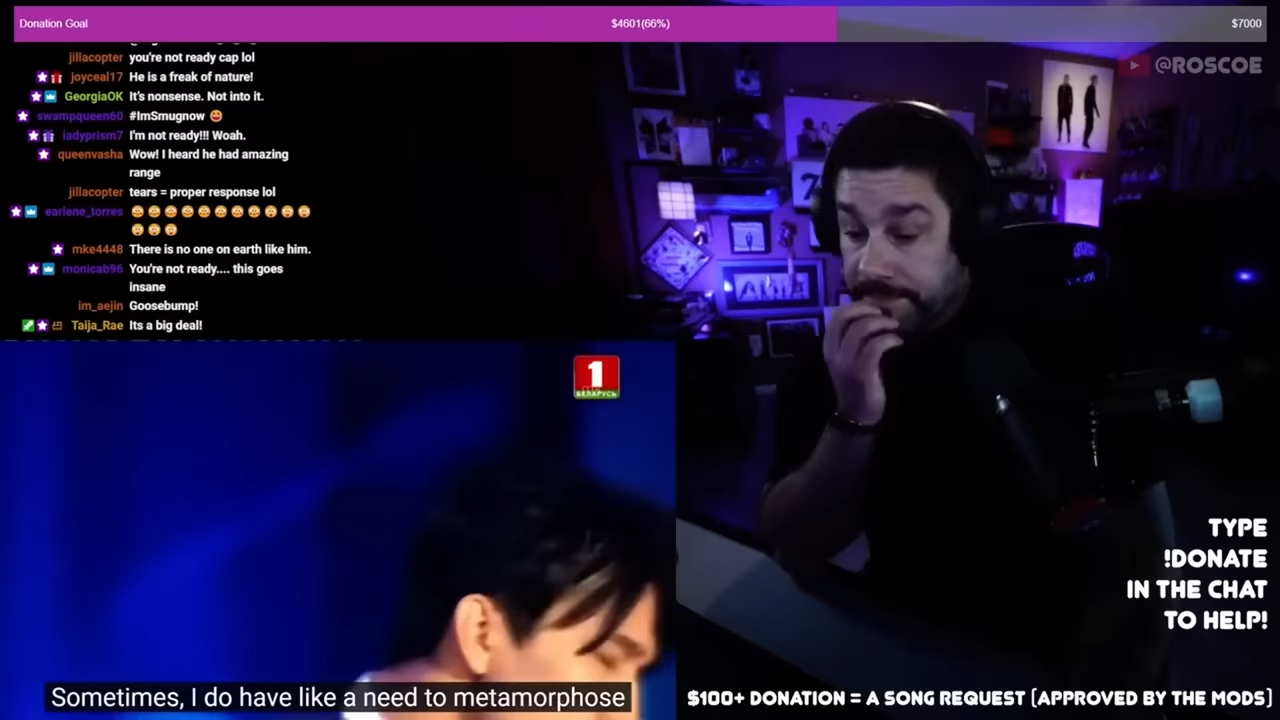 Donation Goal
$4601(66%)
$7000
jillacopter you're not ready cap lol
joyceal17 He is a freak of nature!
GeorgiaOK It's nonsense. Not into it.
swampqueen60 #ImSmugnow
ladyprism7 I'm not ready!!! Woah.
queenvasha Wow! I heard he had amazing
range
jillacopter tears = proper response lol
earlene_torres
mke4448 There is no one on earth like him.
monicab96 You're not ready.... this goes
insane
im_aejin Goosebump!
Taija_Rae Its a big deal!
@ROSCOE
1
БЕЛАРУСЬ
TYPE
!DONATE
IN THE CHAT
TO HELP!
Sometimes, I do have like a need to metamorphose
$100+ DONATION = A SONG REQUEST (APPROVED BY THE MODS)